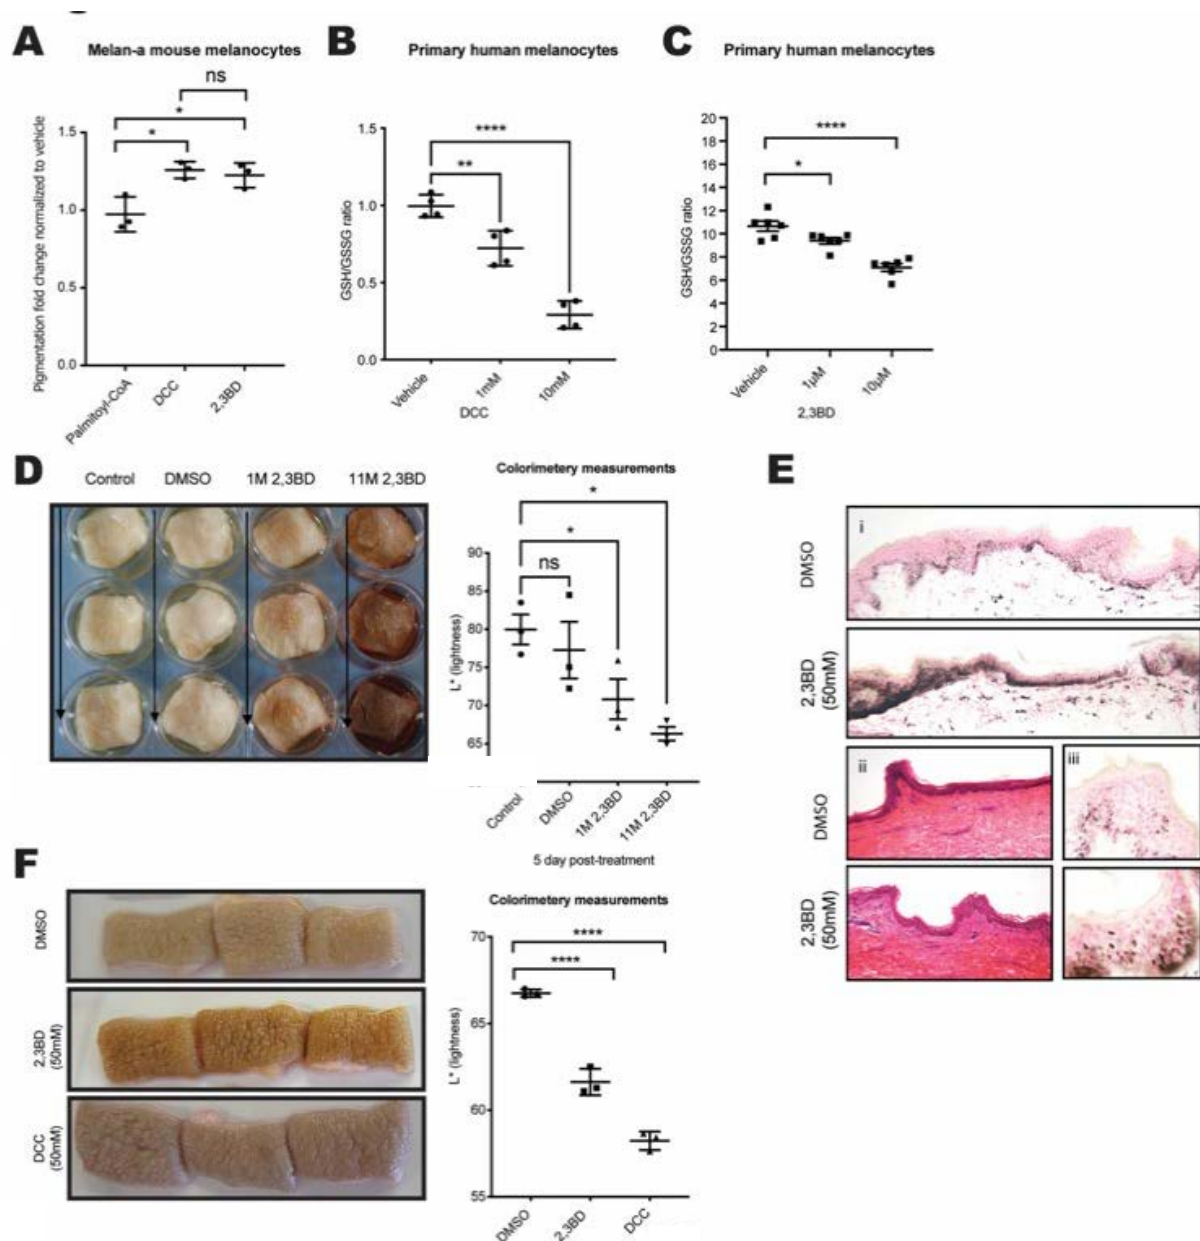 A
Melan-a mouse melanocytes
ns
*
*
Pigmentation fold change normalized to vehicle
1.5
1.0
0.5
0.0
Palmitoyl-CoA
DCC
2,3BD
B
Primary human melanocytes
****
**
GSH/GSSG ratio
1.5
1.0
0.5
0.0
Vehicle
1mM
10mM
DCC
C
Primary human melanocytes
****
*
GSH/GSSG ratio
20
18
16
14
12
10
8
6
4
2
0
Vehicle
1µM
10µM
2,3BD
D
Control DMSO 1M 2,3BD 11M 2,3BD
Colorimetery measurements
*
*
ns
L* (lightness)
90
85
80
75
70
65
Control
DMSO
1M 2,3BD
11M 2,3BD
5 day post-treatment
E
DMSO
i
2,3BD
(50mM)
DMSO
ii
iii
2,3BD
(50mM)
F
DMSO
2,3BD
(50mM)
DCC
(50mM)
Colorimetery measurements
****
****
L* (lightness)
70
65
60
55
DMSO
2,3BD
DCC